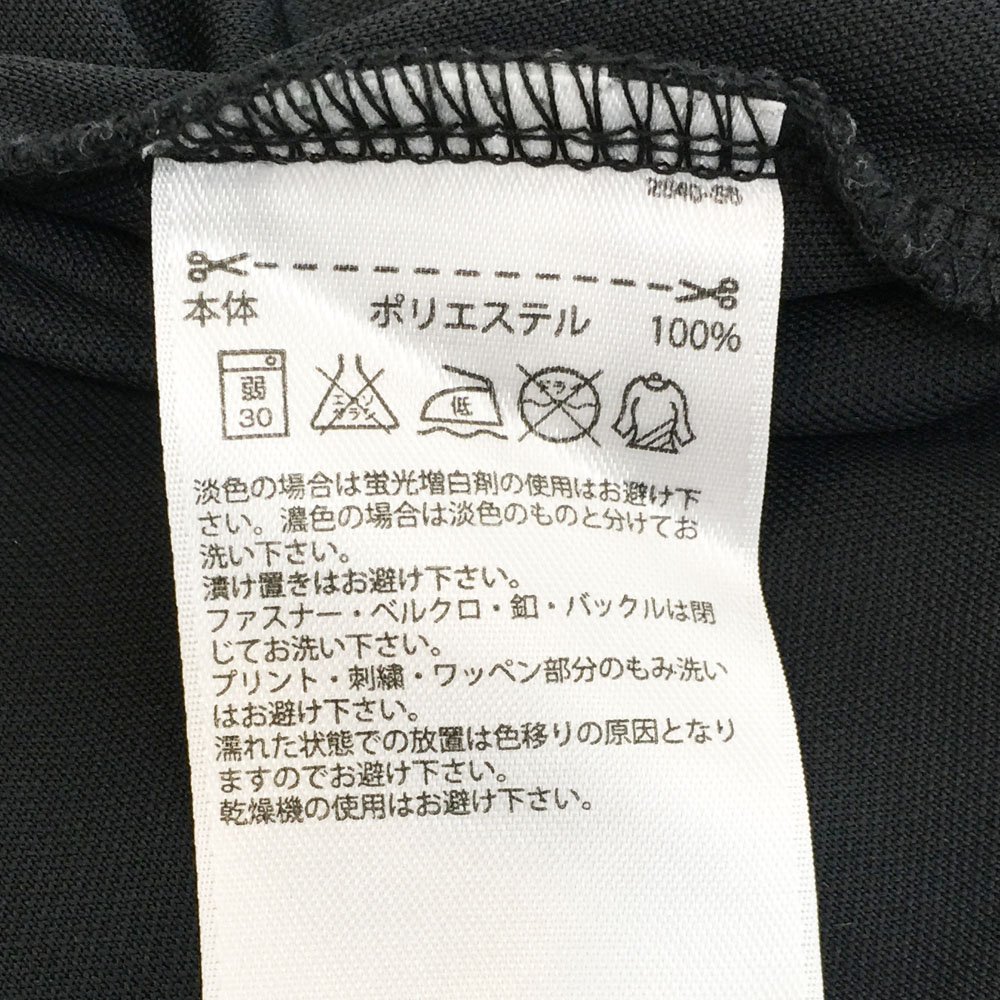 本体 ポリエステル 100%
弱 エンソ 低 ドライ
30 サラシ
淡色の場合は蛍光増白剤の使用はお避け下
さい。濃色の場合は淡色のものと分けてお
洗い下さい。
漬け置きはお避け下さい。
ファスナー・ベルクロ・釦・バックルは閉
じてお洗い下さい。
プリント・刺繍・ワッペン部分のもみ洗い
はお避け下さい。
濡れた状態での放置は色移りの原因となり
ますのでお避け下さい。
乾燥機の使用はお避け下さい。